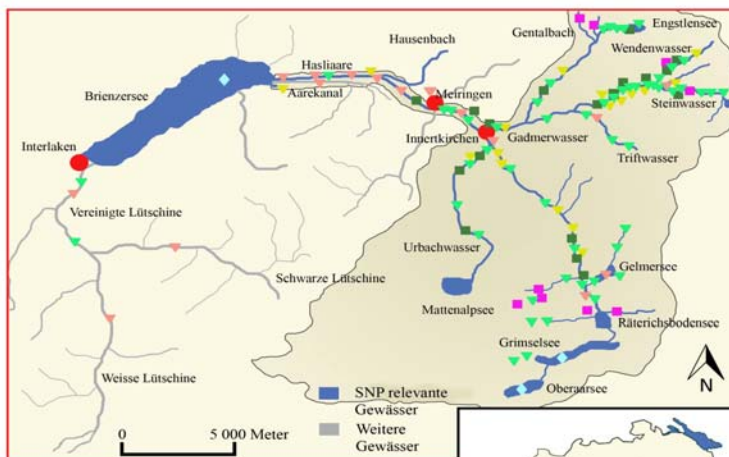 Gentalbach
Engstlensee
Hausenbach
Wendenwasser
Hasliaare
Brienzersee
Aarekanal
Meiringen
Steinwasser
Interlaken
Innertkirchen
Gadmerwasser
Triftwasser
Vereinigte Lütschine
Urbachwasser
Schwarze Lütschine
Gelmersee
Mattenalpsee
Räterichsbodensee
Grimselsee
Weisse Lütschine
Oberaarsee
N
SNP relevante
Gewässer
Weitere
Gewässer
0 5 000 Meter